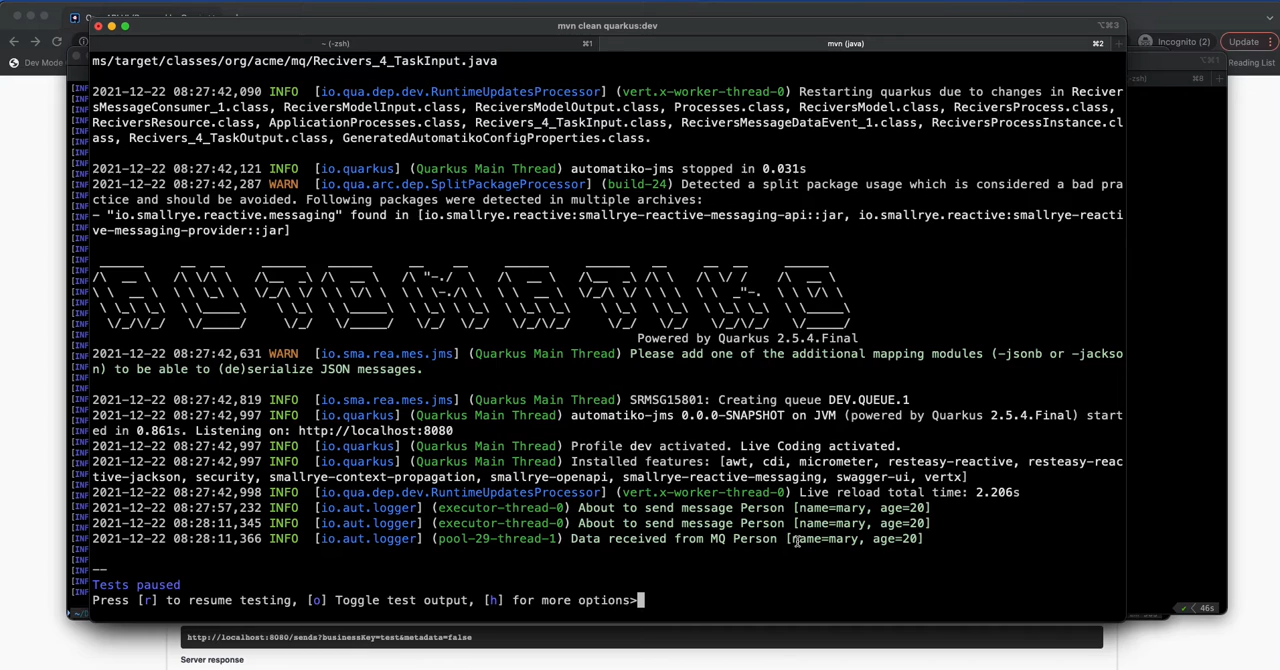 mvn clean quarkus:dev
⌥⌘3
~ (-zsh)
⌘1
mvn (java)
⌘2
Incognito (2)
Update
Dev Mode
Reading List
⌥⌘1
-zsh)
⌘8
ms/target/classes/org/acme/mq/Recivers_4_TaskInput.java
2021-12-22 08:27:42,090 INFO [io.qua.dep.dev.RuntimeUpdatesProcessor] (vert.x-worker-thread-0) Restarting quarkus due to changes in Reciver
sMessageConsumer_1.class, ReciversModelInput.class, ReciversModelOutput.class, Processes.class, ReciversModel.class, ReciversProcess.class,
ReciversResource.class, ApplicationProcesses.class, Recivers_4_TaskInput.class, ReciversMessageDataEvent_1.class, ReciversProcessInstance.cl
ass, Recivers_4_TaskOutput.class, GeneratedAutomatikoConfigProperties.class.
2021-12-22 08:27:42,121 INFO [io.quarkus] (Quarkus Main Thread) automatiko-jms stopped in 0.031s
2021-12-22 08:27:42,287 WARN [io.qua.arc.dep.SplitPackageProcessor] (build-24) Detected a split package usage which is considered a bad pra
ctice and should be avoided. Following packages were detected in multiple archives:
- "io.smallrye.reactive.messaging" found in [io.smallrye.reactive:smallrye-reactive-messaging-api::jar, io.smallrye.reactive:smallrye-reacti
ve-messaging-provider::jar]
AUTOMATIKO
Powered by Quarkus 2.5.4.Final
2021-12-22 08:27:42,631 WARN [io.sma.rea.mes.jms] (Quarkus Main Thread) Please add one of the additional mapping modules (-jsonb or -jackso
n) to be able to (de)serialize JSON messages.
2021-12-22 08:27:42,819 INFO [io.sma.rea.mes.jms] (Quarkus Main Thread) SRMSG15801: Creating queue DEV.QUEUE.1
2021-12-22 08:27:42,997 INFO [io.quarkus] (Quarkus Main Thread) automatiko-jms 0.0.0-SNAPSHOT on JVM (powered by Quarkus 2.5.4.Final) start
ed in 0.861s. Listening on: http://localhost:8080
2021-12-22 08:27:42,997 INFO [io.quarkus] (Quarkus Main Thread) Profile dev activated. Live Coding activated.
2021-12-22 08:27:42,997 INFO [io.quarkus] (Quarkus Main Thread) Installed features: [awt, cdi, micrometer, resteasy-reactive, resteasy-reac
tive-jackson, security, smallrye-context-propagation, smallrye-openapi, smallrye-reactive-messaging, swagger-ui, vertx]
2021-12-22 08:27:42,998 INFO [io.qua.dep.dev.RuntimeUpdatesProcessor] (vert.x-worker-thread-0) Live reload total time: 2.206s
2021-12-22 08:27:57,232 INFO [io.aut.logger] (executor-thread-0) About to send message Person [name=mary, age=20]
2021-12-22 08:28:11,345 INFO [io.aut.logger] (executor-thread-0) About to send message Person [name=mary, age=20]
2021-12-22 08:28:11,366 INFO [io.aut.logger] (pool-29-thread-1) Data received from MQ Person [name=mary, age=20]
--
Tests paused
Press [r] to resume testing, [o] Toggle test output, [h] for more options>
46s
http://localhost:8080/sends?businessKey=test&metadata=false
Server response